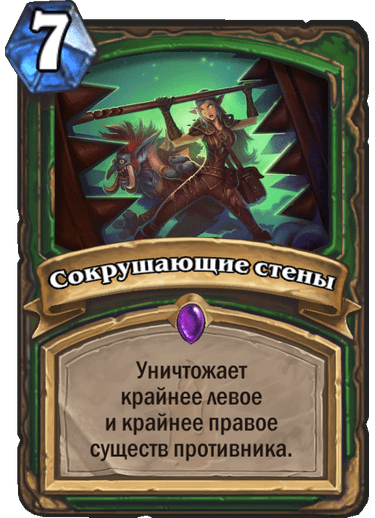 7
Сокрушающие стены
Уничтожает
крайнее левое
и крайнее правое
существ противника.